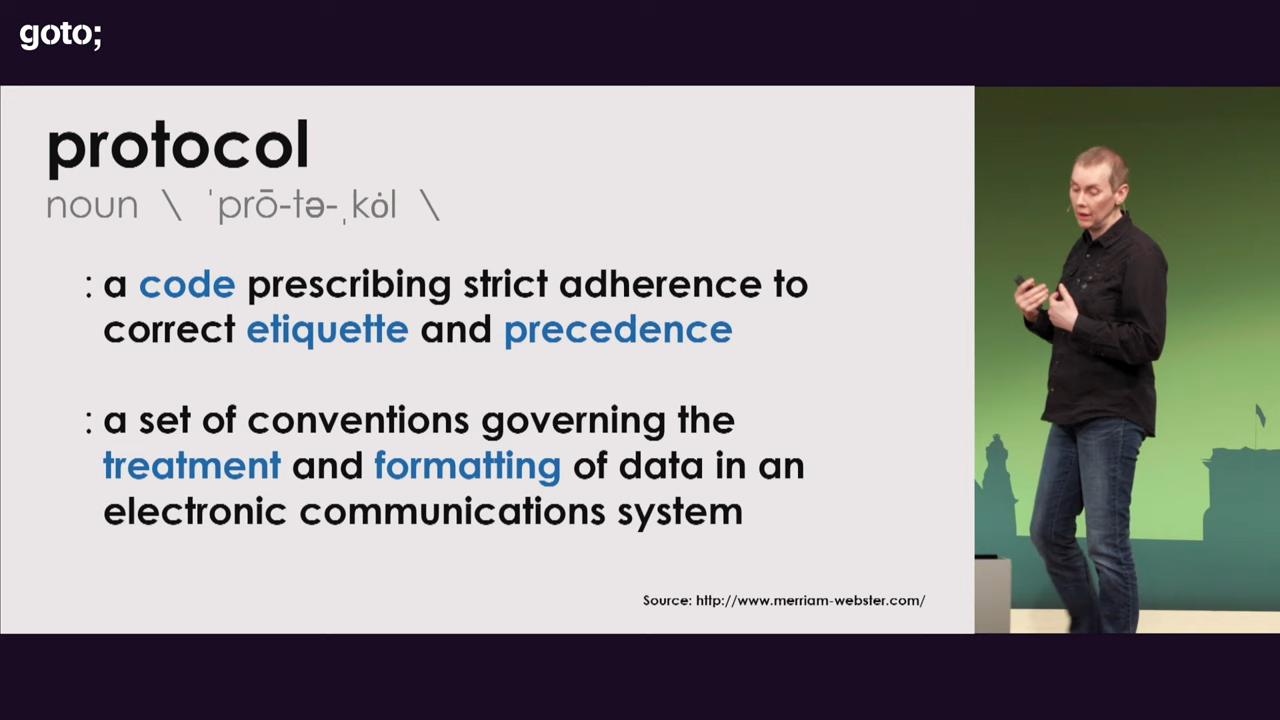 goto;
protocol
noun \ ˈprō-tə-ˌkȯl \
: a code prescribing strict adherence to
correct etiquette and precedence
: a set of conventions governing the
treatment and formatting of data in an
electronic communications system
Source: http://www.merriam-webster.com/